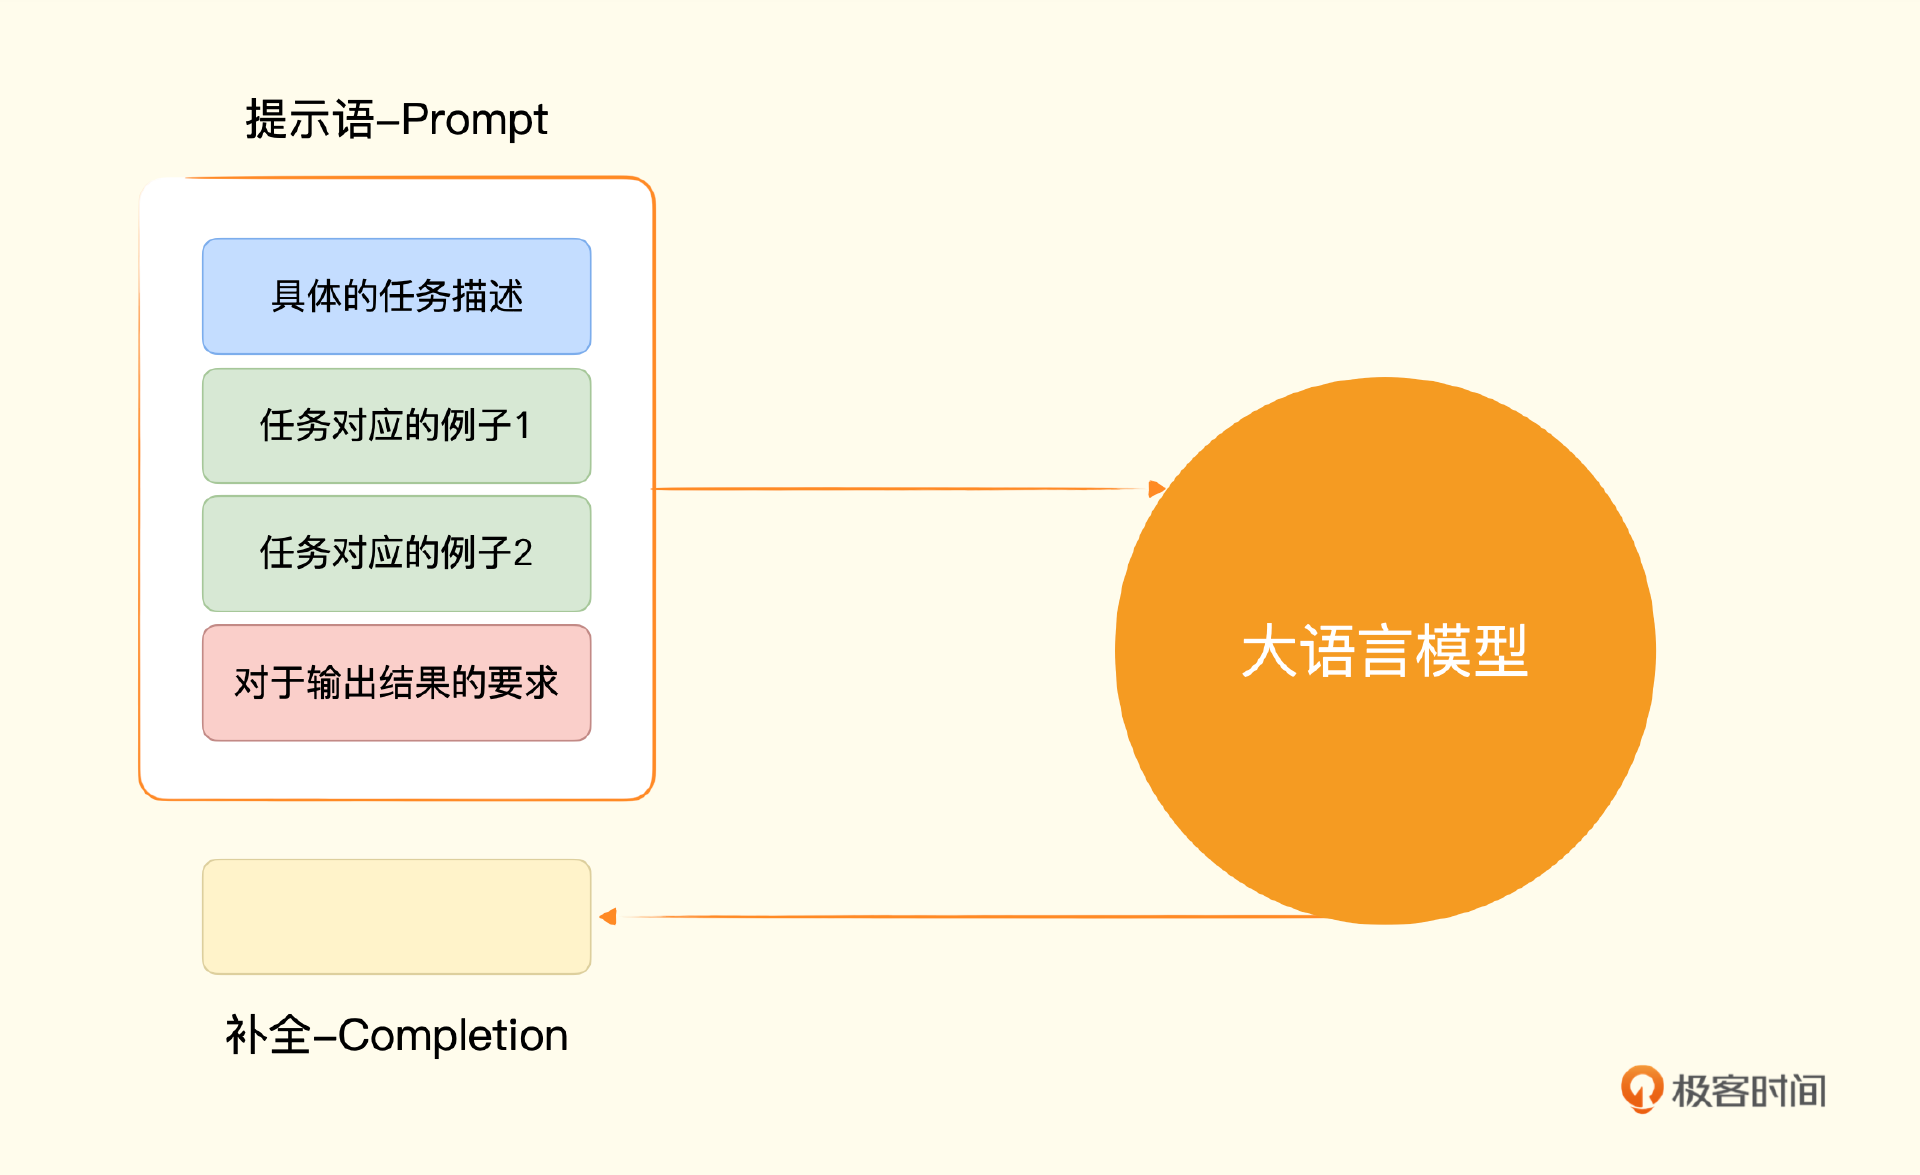 提示语-Prompt
具体的任务描述
任务对应的例子1
任务对应的例子2
对于输出结果的要求
大语言模型
补全-Completion
极客时间